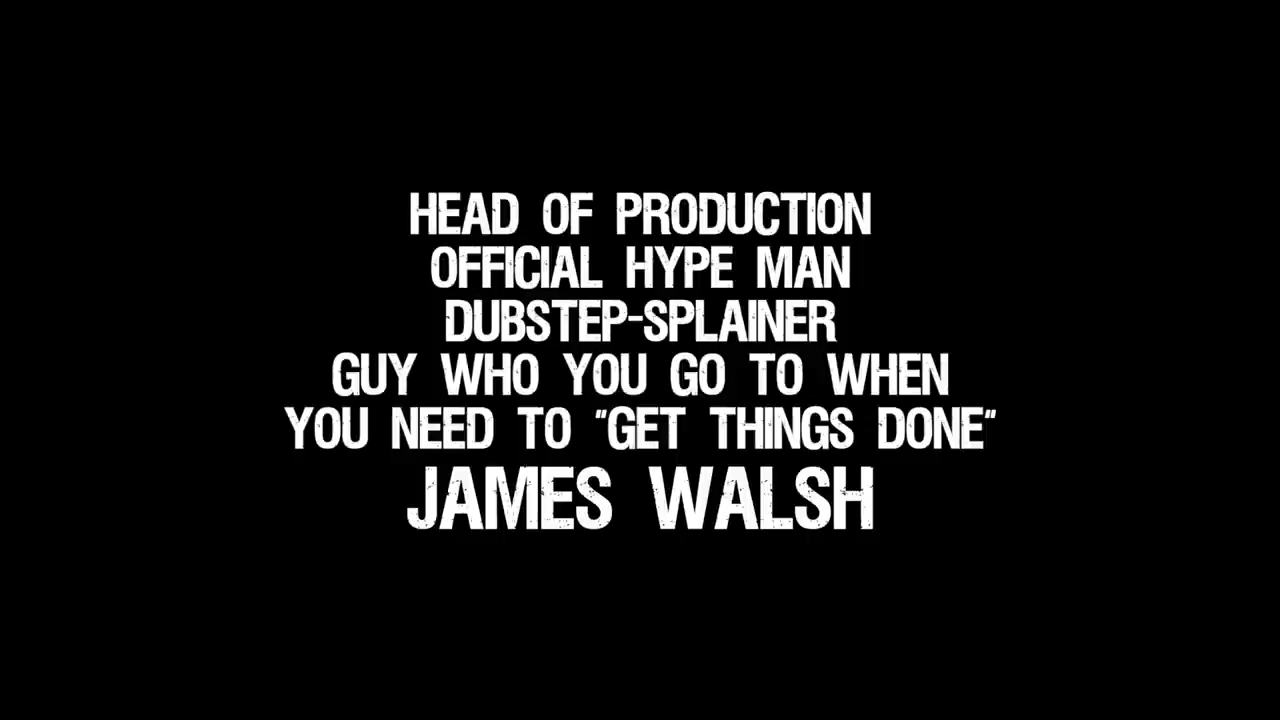 HEAD OF PRODUCTION
OFFICIAL HYPE MAN
DUBSTEP-SPLAINER
GUY WHO YOU GO TO WHEN
YOU NEED TO "GET THINGS DONE"
JAMES WALSH